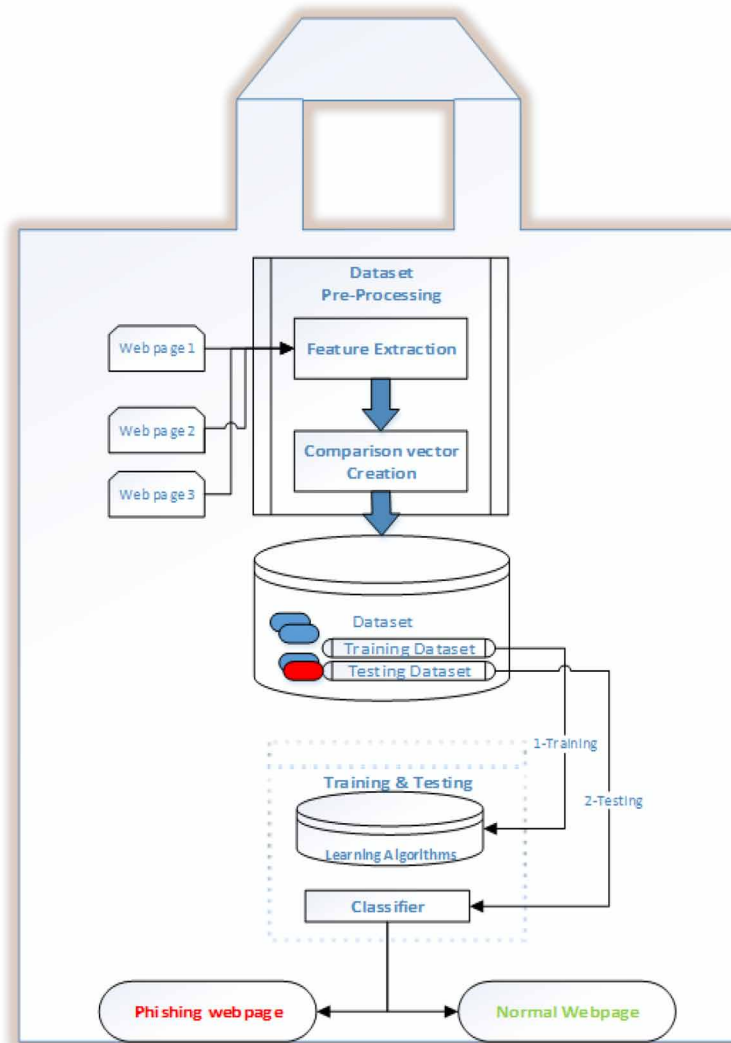 Dataset
Pre-Processing
Feature Extraction
Web page 1
Web page 2
Comparison vector
Creation
Web page 3
Dataset
Training Dataset
Testing Dataset
1-Training
Training & Testing
2-Testing
Learning Algorithms
Classifier
Phishing webpage
Normal Webpage